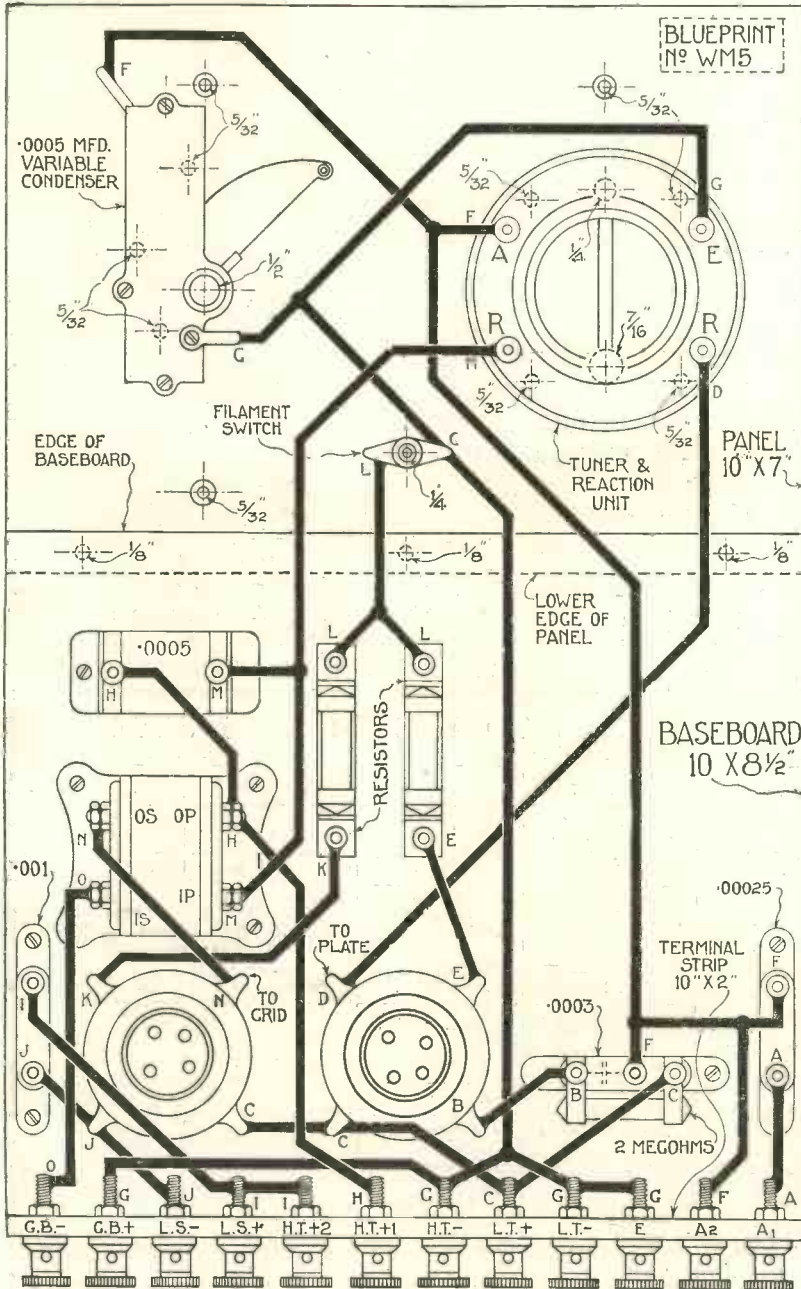 BLUEPRINT
Nº WM5
F
5/32"
5/32"
·0005 MFD.
VARIABLE
CONDENSER
5/32"
G
F
A
1/4"
E
1/2"
5/32"
G
R
7/16"
R
H
5/32"
5/32"
D
FILAMENT
SWITCH
C
L
1/4"
TUNER &
REACTION
UNIT
PANEL
10" X 7"
EDGE OF
BASEBOARD
5/32"
1/8"
1/8"
1/8"
LOWER
EDGE OF
PANEL
·0005
L
L
H
M
RESISTORS
BASEBOARD
10 X 8½"
OS
OP
N
H
I
O
K
E
IS
IP
M
·001
·00025
TO
PLATE
TERMINAL
STRIP
10" X 2"
K
N
TO
GRID
D
E
F
I
·0003
J
F
A
B
C
B
C
C
J
2 MEGOHMS
O
G
J
I
I
H
G
C
G
G
F
A
G.B.-
G.B.+
L.S.-
L.S.+
H.T.+2
H.T.+1
H.T.-
L.T.+
L.T.-
E
A2
A1